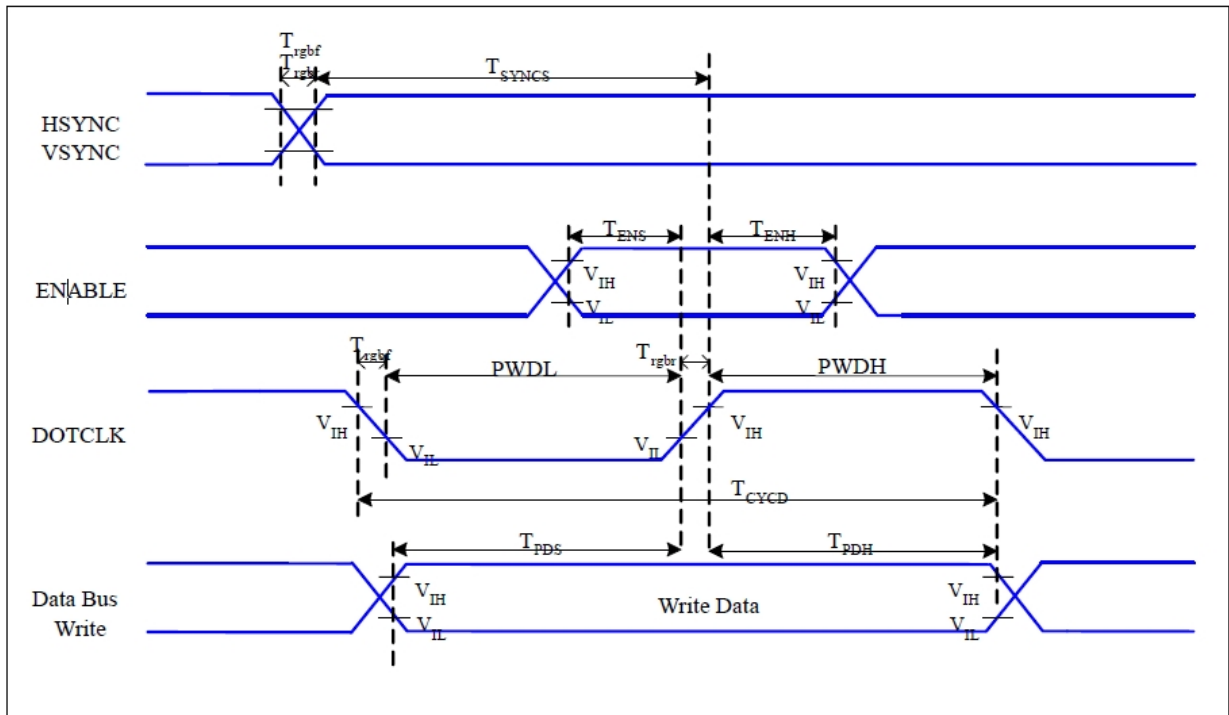 Trgbf
Trgbr
TSYNCS
HSYNC
VSYNC
TENS
TENH
VIH
VIH
ENABLE
VIL
VIL
Trgbf
PWDL
Trgbr
PWDH
VIH
VIH
VIH
DOTCLK
VIL
VIL
TCYCD
TPDS
TPDH
VIH
VIH
Data Bus
Write
Write Data
VIL
VIL